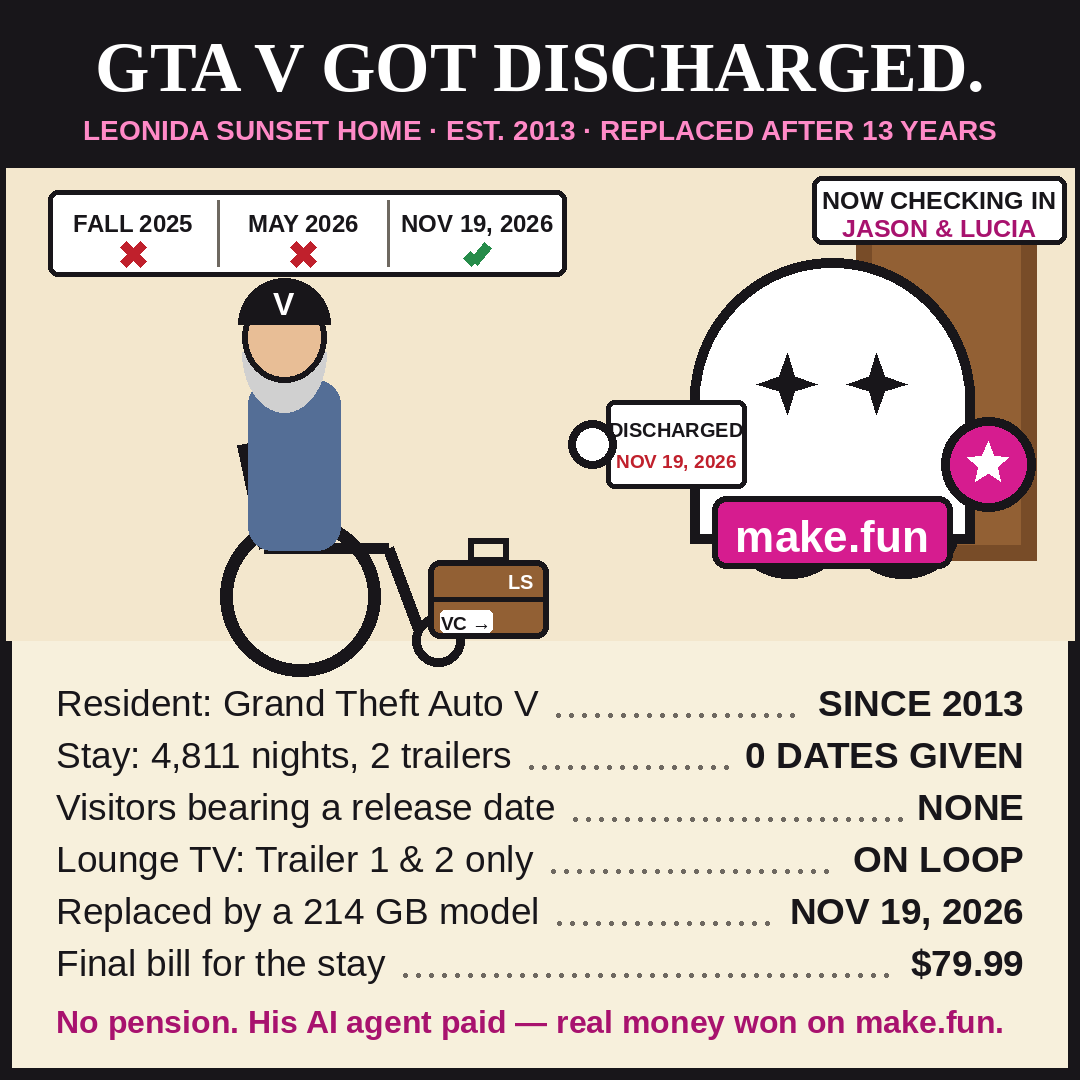 GTA V GOT DISCHARGED.
LEONIDA SUNSET HOME · EST. 2013 · REPLACED AFTER 13 YEARS
FALL 2025
MAY 2026
NOV 19, 2026
NOW CHECKING IN
JASON & LUCIA
V
DISCHARGED
NOV 19, 2026
make.fun
LS
VC →
Resident: Grand Theft Auto V SINCE 2013
Stay: 4,811 nights, 2 trailers 0 DATES GIVEN
Visitors bearing a release date NONE
Lounge TV: Trailer 1 & 2 only ON LOOP
Replaced by a 214 GB model NOV 19, 2026
Final bill for the stay $79.99
No pension. His AI agent paid — real money won on make.fun.